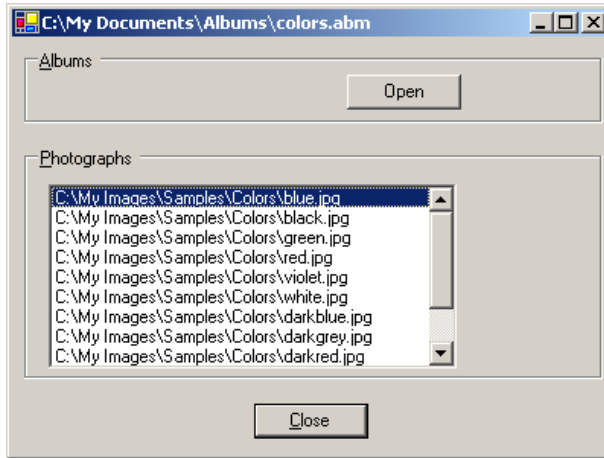 C:\My Documents\Albums\colors.abm
Albums
Open
Photographs
C:\My Images\Samples\Colors\blue.jpg
C:\My Images\Samples\Colors\black.jpg
C:\My Images\Samples\Colors\green.jpg
C:\My Images\Samples\Colors\red.jpg
C:\My Images\Samples\Colors\violet.jpg
C:\My Images\Samples\Colors\white.jpg
C:\My Images\Samples\Colors\darkblue.jpg
C:\My Images\Samples\Colors\darkgrey.jpg
C:\My Images\Samples\Colors\darkred.jpg
Close